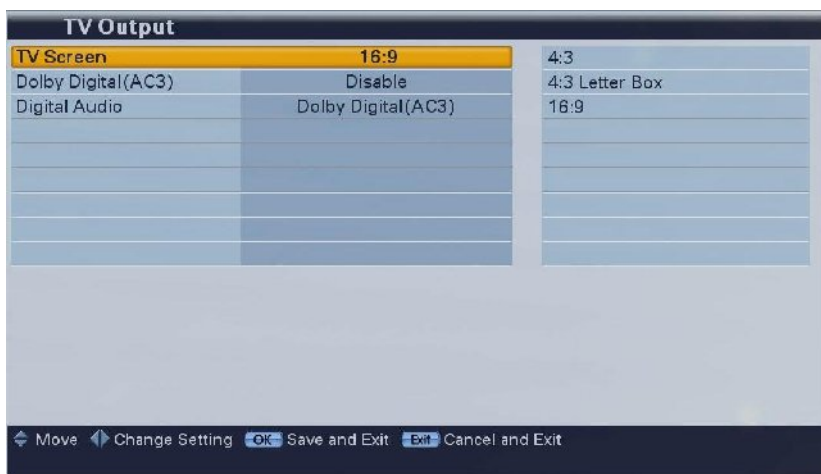 TV Output
TV Screen 16:9
Dolby Digital(AC3) Disable
Digital Audio Dolby Digital(AC3)
4:3
4:3 Letter Box
16:9
Move Change Setting OK Save and Exit Exit Cancel and Exit